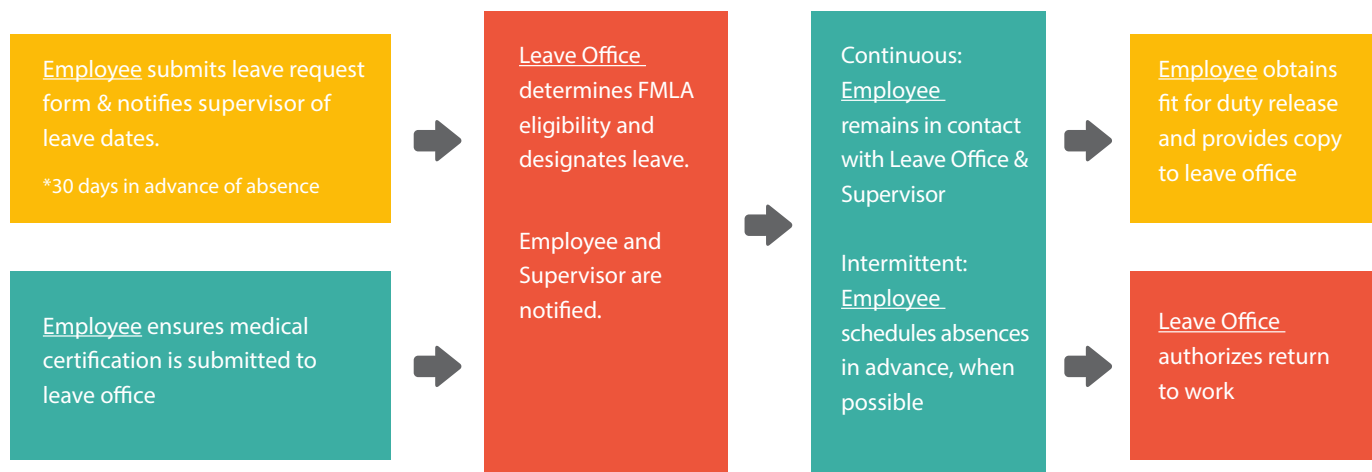 Employee submits leave request
form & notifies supervisor of
leave dates.
*30 days in advance of absence
Employee ensures medical
certification is submitted to
leave office
Leave Office
determines FMLA
eligibility and
designates leave.
Employee and
Supervisor are
notified.
Continuous:
Employee
remains in contact
with Leave Office &
Supervisor
Intermittent:
Employee
schedules absences
in advance, when
possible
Employee obtains
fit for duty release
and provides copy
to leave office
Leave Office
authorizes return
to work